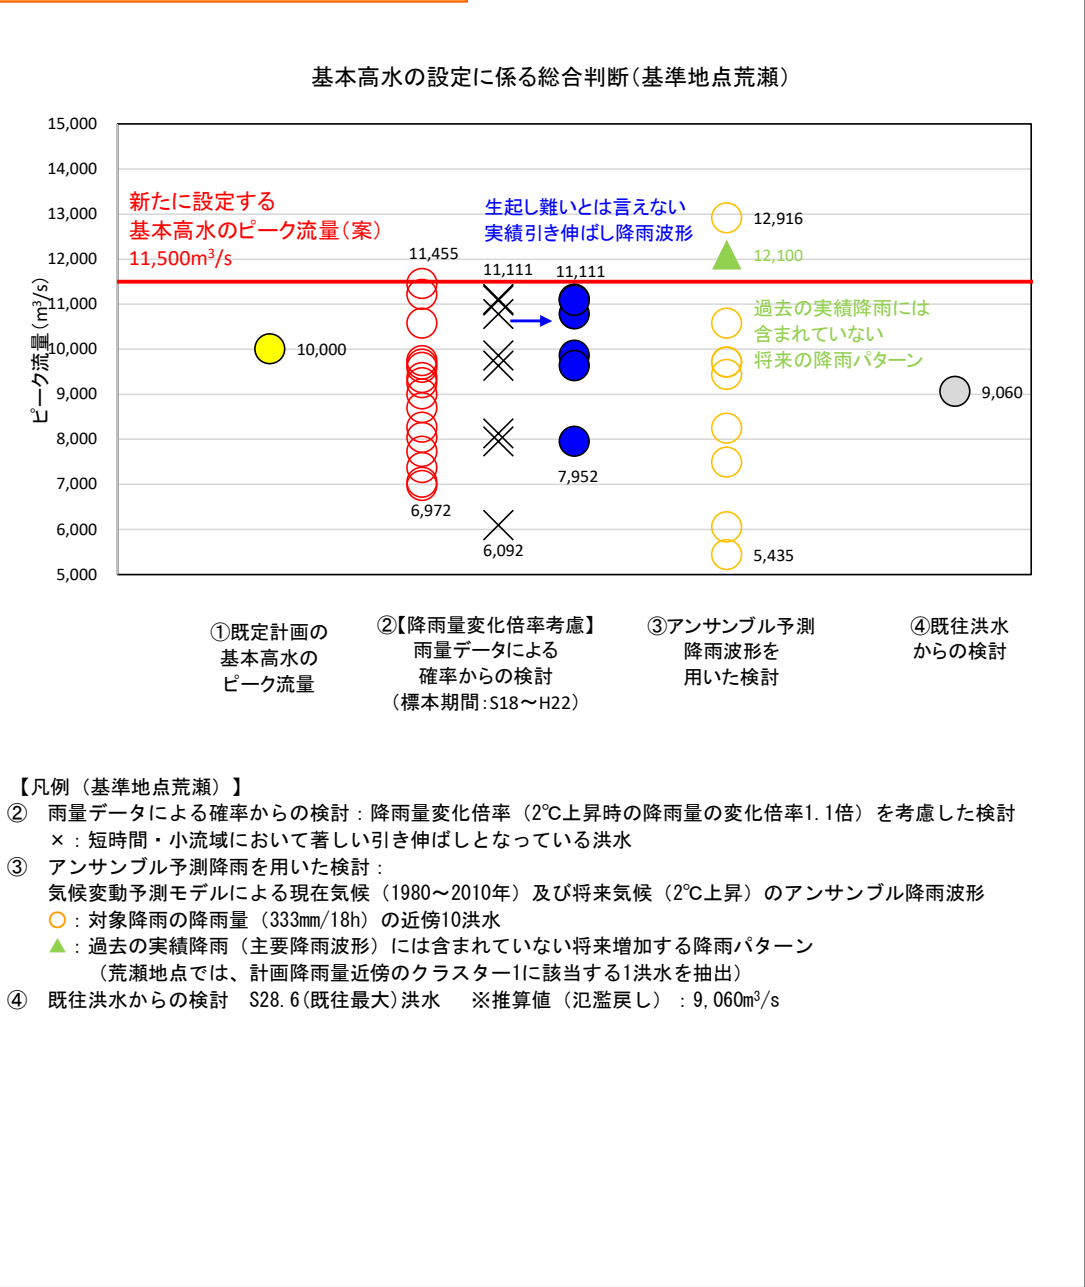 基本高水の設定に係る総合判断（基準地点荒瀬）
15,000
14,000
13,000
12,000
11,000
10,000
9,000
8,000
7,000
6,000
5,000
ピーク流量（m³/s）
新たに設定する
基本高水のピーク流量（案）
11,500m³/s
10,000
11,455
6,972
11,111
6,092
生起し難いとは言えない
実績引き伸ばし降雨波形
11,111
7,952
12,916
12,100
過去の実績降雨には
含まれていない
将来の降雨パターン
5,435
9,060
①既定計画の
基本高水の
ピーク流量
②【降雨量変化倍率考慮】
雨量データによる
確率からの検討
（標本期間：S18～H22）
③アンサンブル予測
降雨波形を
用いた検討
④既往洪水
からの検討
【凡例（基準地点荒瀬）】
② 雨量データによる確率からの検討：降雨量変化倍率（2℃上昇時の降雨量の変化倍率1.1倍）を考慮した検討
×：短時間・小流域において著しい引き伸ばしとなっている洪水
③ アンサンブル予測降雨を用いた検討：
気候変動予測モデルによる現在気候（1980～2010年）及び将来気候（2℃上昇）のアンサンブル降雨波形
○：対象降雨の降雨量（333mm/18h）の近傍10洪水
▲：過去の実績降雨（主要降雨波形）には含まれていない将来増加する降雨パターン
（荒瀬地点では、計画降雨量近傍のクラスター1に該当する1洪水を抽出）
④ 既往洪水からの検討 S28.6(既往最大)洪水 ※推算値（氾濫戻し）：9,060m³/s